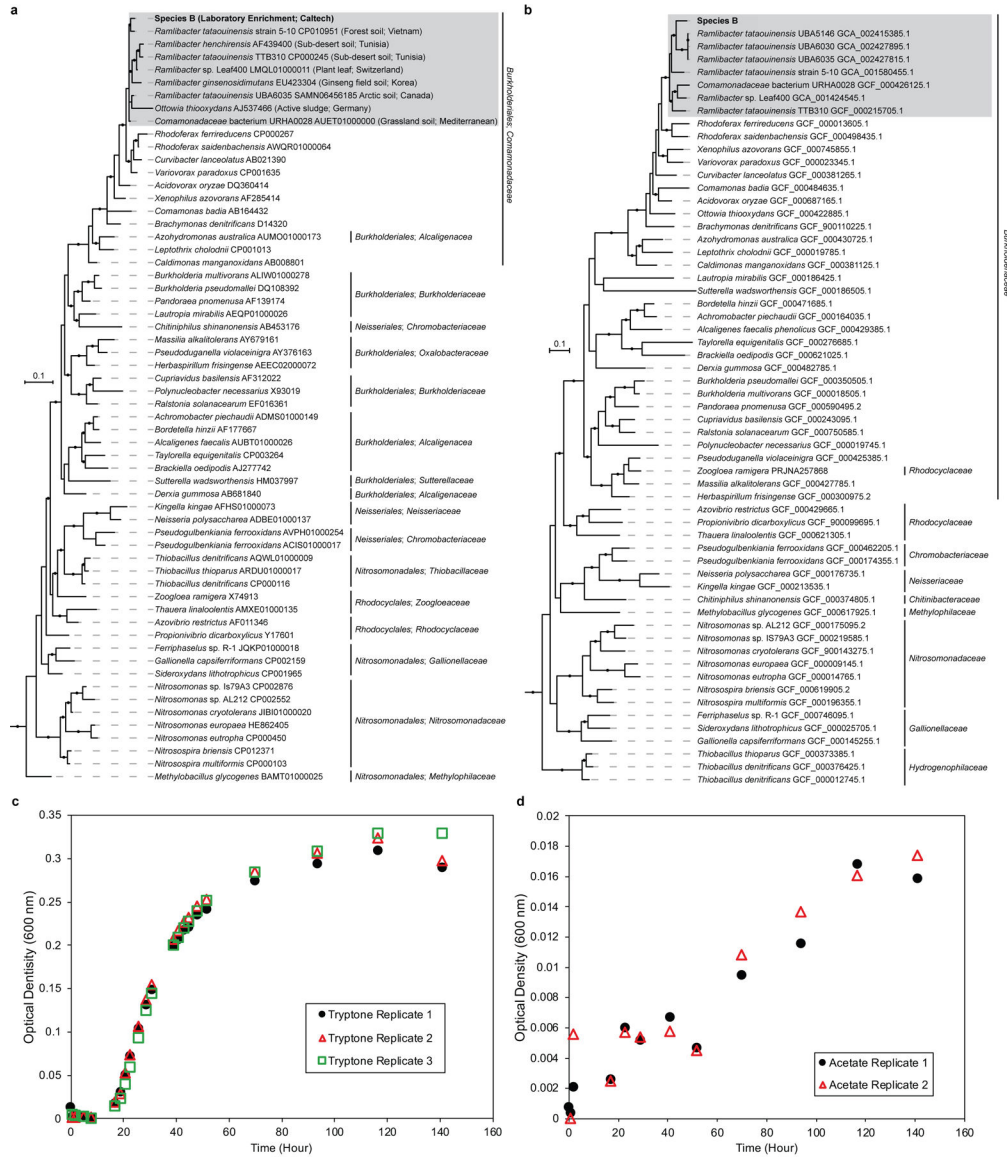 a
Species B (Laboratory Enrichment; Caltech)
Ramlibacter tataouinensis strain 5-10 CP010951 (Forest soil; Vietnam)
Ramlibacter henchirensis AF439400 (Sub-desert soil; Tunisia)
Ramlibacter tataouinensis TTB310 CP000245 (Sub-desert soil; Tunisia)
Ramlibacter sp. Leaf400 LMQL01000011 (Plant leaf; Switzerland)
Ramlibacter ginsenosidimutans EU423304 (Ginseng field soil; Korea)
Ramlibacter tataouinensis UBA6035 SAMN06456185 Arctic soil; Canada)
Ottowia thiooxydans AJ537466 (Active sludge; Germany)
Comamonadaceae bacterium URHA0028 AUET01000000 (Grassland soil; Mediterranean)
Rhodoferax ferrireducens CP000267
Rhodoferax saidenbachensis AWQR01000064
Curvibacter lanceolatus AB021390
Variovorax paradoxus CP001635
Acidovorax oryzae DQ360414
Xenophilus azovorans AF285414
Comamonas badia AB164432
Brachymonas denitrificans D14320
Azohydromonas australica AUMO01000173
Leptothrix cholodnii CP001013
Caldimonas manganoxidans AB008801
Burkholderia multivorans ALIW01000278
Burkholderia pseudomallei DQ108392
Pandoraea pnomenusa AF139174
Lautropia mirabilis AEQP01000026
Chitiniphilus shinanonensis AB453176
Massilia alkalitolerans AY679161
Pseudoduganella violaceinigra AY376163
Herbaspirillum frisingense AEEC02000072
Cupriavidus basilensis AF312022
Polynucleobacter necessarius X93019
Ralstonia solanacearum EF016361
Achromobacter piechaudii ADMS01000149
Bordetella hinzii AF177667
Alcaligenes faecalis AUBT01000026
Taylorella equigenitalis CP003264
Brackiella oedipodis AJ277742
Sutterella wadsworthensis HM037997
Derxia gummosa AB681840
Kingella kingae AFHS01000073
Neisseria polysaccharea ADBE01000137
Pseudogulbenkiania ferrooxidans AVPH01000254
Pseudogulbenkiania ferrooxidans ACIS01000017
Thiobacillus denitrificans AQWL01000009
Thiobacillus thioparus ARDU01000017
Thiobacillus denitrificans CP000116
Zoogloea ramigera X74913
Thauera linaloolentis AMXE01000135
Azovibrio restrictus AF011346
Propionivibrio dicarboxylicus Y17601
Ferriphaselus sp. R-1 JQKP01000018
Gallionella capsiferriformans CP002159
Sideroxydans lithotrophicus CP001965
Nitrosomonas sp. Is79A3 CP002876
Nitrosomonas sp. AL212 CP002552
Nitrosomonas cryotolerans JIBI01000020
Nitrosomonas europaea HE862405
Nitrosomonas eutropha CP000450
Nitrosospira briensis CP012371
Nitrosospira multiformis CP000103
Methylobacillus glycogenes BAMT01000025
Burkholderiales; Comamonadaceae
Burkholderiales; Alcaligenacea
Burkholderiales; Burkholderiaceae
Neisseriales; Chromobacteriaceae
Burkholderiales; Oxalobacteraceae
Burkholderiales; Burkholderiaceae
Burkholderiales; Alcaligenacea
Burkholderiales; Sutterellaceae
Burkholderiales; Alcaligenaceae
Neisseriales; Neisseriaceae
Neisseriales; Chromobacteriaceae
Nitrosomonadales; Thiobacillaceae
Rhodocyclales; Zoogloeaceae
Rhodocyclales; Rhodocyclaceae
Nitrosomonadales; Gallionellaceae
Nitrosomonadales; Nitrosomonadaceae
Nitrosomonadales; Methylophilaceae
0.1
b
Species B
Ramlibacter tataouinensis UBA5146 GCA_002415385.1
Ramlibacter tataouinensis UBA6030 GCA_002427895.1
Ramlibacter tataouinensis UBA6035 GCA_002427815.1
Ramlibacter tataouinensis strain 5-10 GCA_001580455.1
Comamonadaceae bacterium URHA0028 GCF_000426125.1
Ramlibacter sp. Leaf400 GCA_001424545.1
Ramlibacter tataouinensis TTB310 GCF_000215705.1
Rhodoferax ferrireducens GCF_000013605.1
Rhodoferax saidenbachensis GCF_000498435.1
Xenophilus azovorans GCF_000745855.1
Variovorax paradoxus GCF_000023345.1
Curvibacter lanceolatus GCF_000381265.1
Comamonas badia GCF_000484635.1
Acidovorax oryzae GCF_000687165.1
Ottowia thiooxydans GCF_000422885.1
Brachymonas denitrificans GCF_900110225.1
Azohydromonas australica GCF_000430725.1
Leptothrix cholodnii GCF_000019785.1
Caldimonas manganoxidans GCF_000381125.1
Lautropia mirabilis GCF_000186425.1
Sutterella wadsworthensis GCF_000186505.1
Bordetella hinzii GCF_000471685.1
Achromobacter piechaudii GCF_000164035.1
Alcaligenes faecalis phenolicus GCF_000429385.1
Taylorella equigenitalis GCF_000276685.1
Brackiella oedipodis GCF_000621025.1
Derxia gummosa GCF_000482785.1
Burkholderia pseudomallei GCF_000350505.1
Burkholderia multivorans GCF_000018505.1
Pandoraea pnomenusa GCF_000590495.2
Cupriavidus basilensis GCF_000243095.1
Ralstonia solanacearum GCF_000750585.1
Polynucleobacter necessarius GCF_000019745.1
Pseudoduganella violaceinigra GCF_000425385.1
Zoogloea ramigera PRJNA257868
Massilia alkalitolerans GCF_000427785.1
Herbaspirillum frisingense GCF_000300975.2
Azovibrio restrictus GCF_000429665.1
Propionivibrio dicarboxylicus GCF_900099695.1
Thauera linaloolentis GCF_000621305.1
Pseudogulbenkiania ferrooxidans GCF_000462205.1
Pseudogulbenkiania ferrooxidans GCF_000174355.1
Neisseria polysaccharea GCF_000176735.1
Kingella kingae GCF_000213535.1
Chitiniphilus shinanonensis GCF_000374805.1
Methylobacillus glycogenes GCF_000617925.1
Nitrosomonas sp. AL212 GCF_000175095.2
Nitrosomonas sp. IS79A3 GCF_000219585.1
Nitrosomonas cryotolerans GCF_900143275.1
Nitrosomonas europaea GCF_000009145.1
Nitrosomonas eutropha GCF_000014765.1
Nitrosospira briensis GCF_000619905.2
Nitrosospira multiformis GCF_000196355.1
Ferriphaselus sp. R-1 GCF_000746095.1
Sideroxydans lithotrophicus GCF_000025705.1
Gallionella capsiferriformans GCF_000145255.1
Thiobacillus thioparus GCF_000373385.1
Thiobacillus denitrificans GCF_000376425.1
Thiobacillus denitrificans GCF_000012745.1
Burkholderiaceae
Rhodocyclaceae
Rhodocyclaceae
Chromobacteriaceae
Neisseriaceae
Chitinibacteraceae
Methylophilaceae
Nitrosomonadaceae
Gallionellaceae
Hydrogenophilaceae
0.1
c
Optical Dentisity (600 nm)
0.35
0.3
0.25
0.2
0.15
0.1
0.05
0
0 20 40 60 80 100 120 140 160
Time (Hour)
Tryptone Replicate 1
Tryptone Replicate 2
Tryptone Replicate 3
d
Optical Density (600 nm)
0.02
0.018
0.016
0.014
0.012
0.01
0.008
0.006
0.004
0.002
0
0 20 40 60 80 100 120 140 160
Time (Hour)
Acetate Replicate 1
Acetate Replicate 2